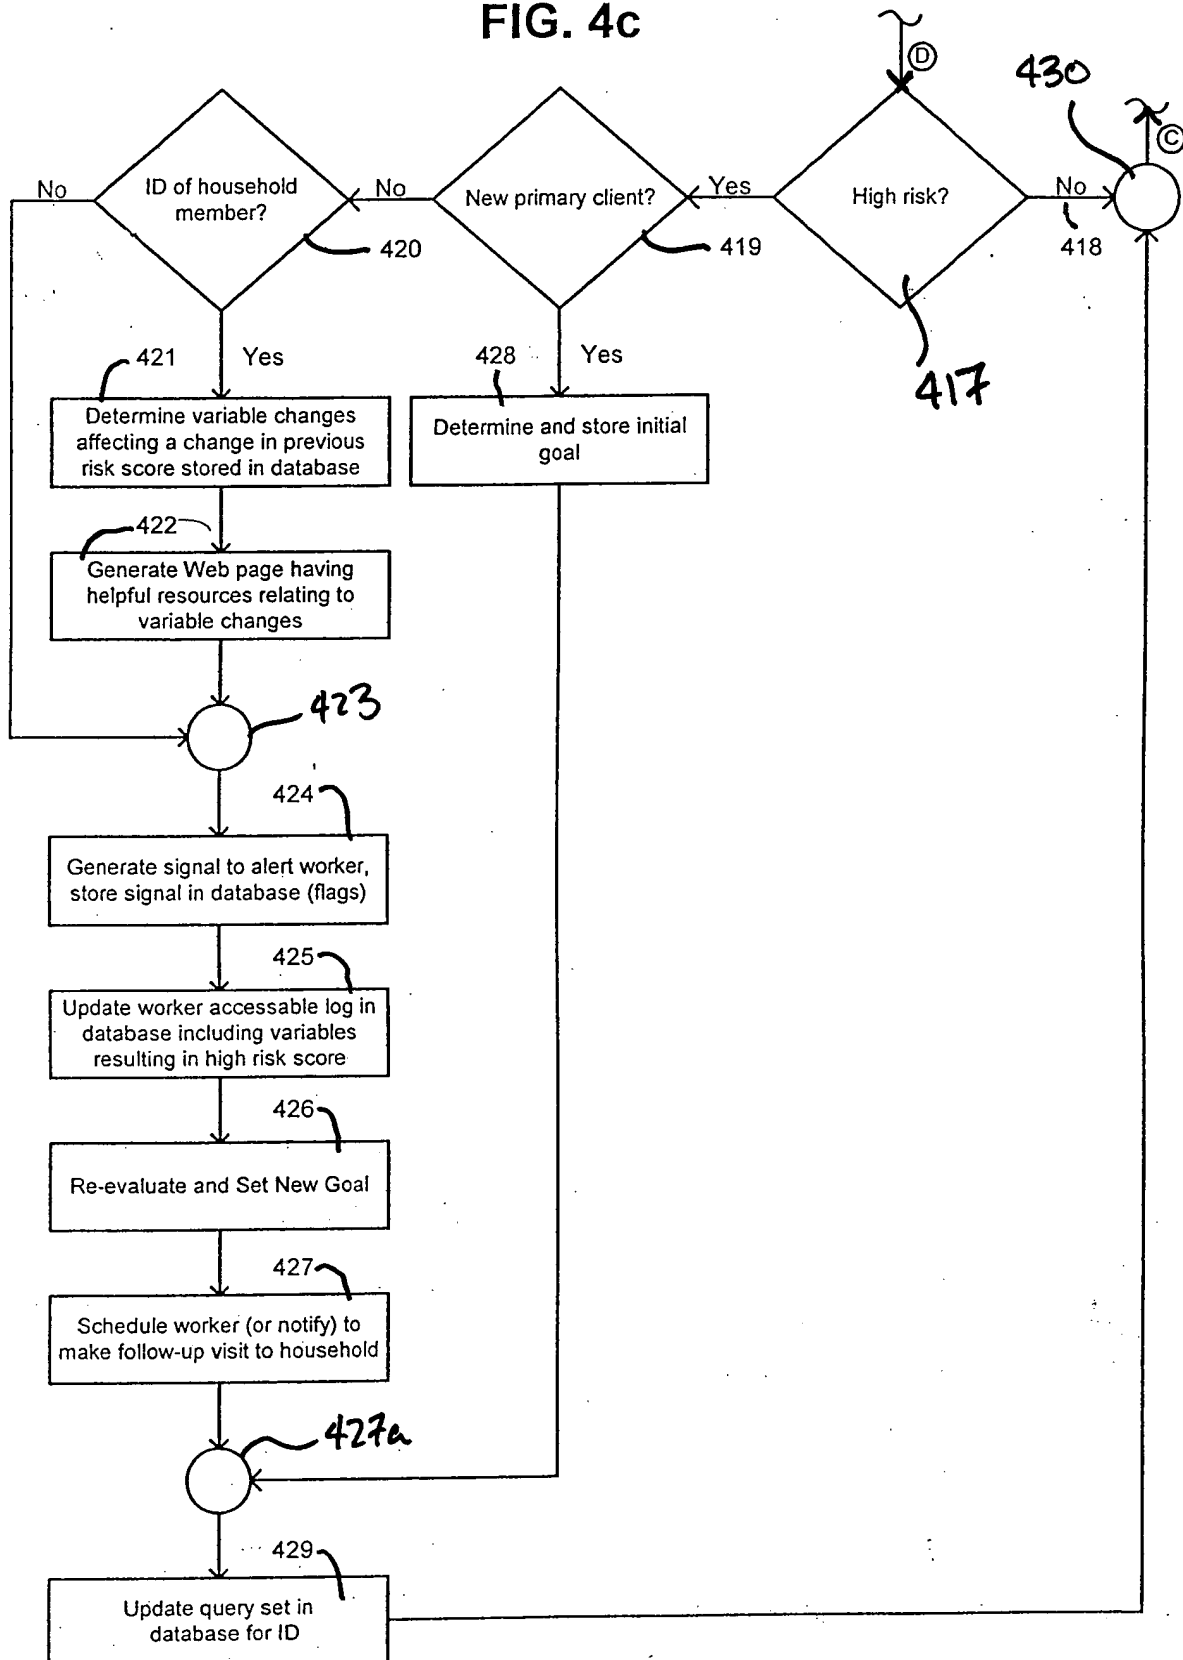 FIG. 4c
D
430
C
No
ID of household
member?
No
New primary client?
Yes
High risk?
No
420
419
418
417
421
Yes
428
Yes
Determine variable changes
affecting a change in previous
risk score stored in database
Determine and store initial
goal
422
Generate Web page having
helpful resources relating to
variable changes
423
424
Generate signal to alert worker,
store signal in database (flags)
425
Update worker accessable log in
database including variables
resulting in high risk score
426
Re-evaluate and Set New Goal
427
Schedule worker (or notify) to
make follow-up visit to household
427a
429
Update query set in
database for ID